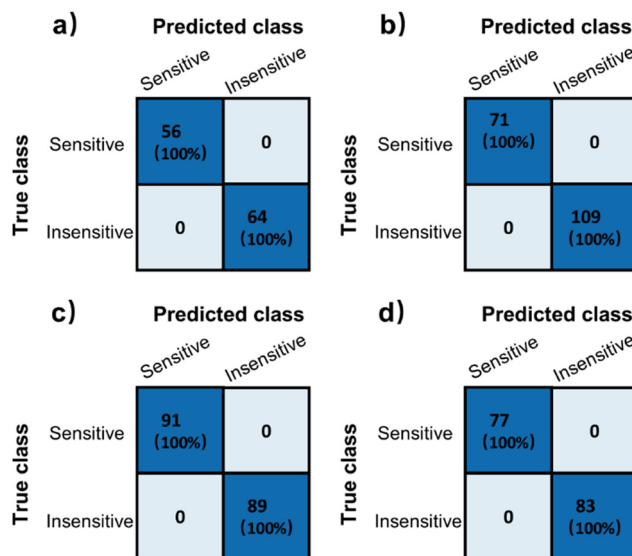 a) Predicted class
Sensitive Insensitive
True class
Sensitive 56 (100%) 0
Insensitive 0 64 (100%)
b) Predicted class
Sensitive Insensitive
True class
Sensitive 71 (100%) 0
Insensitive 0 109 (100%)
c) Predicted class
Sensitive Insensitive
True class
Sensitive 91 (100%) 0
Insensitive 0 89 (100%)
d) Predicted class
Sensitive Insensitive
True class
Sensitive 77 (100%) 0
Insensitive 0 83 (100%)